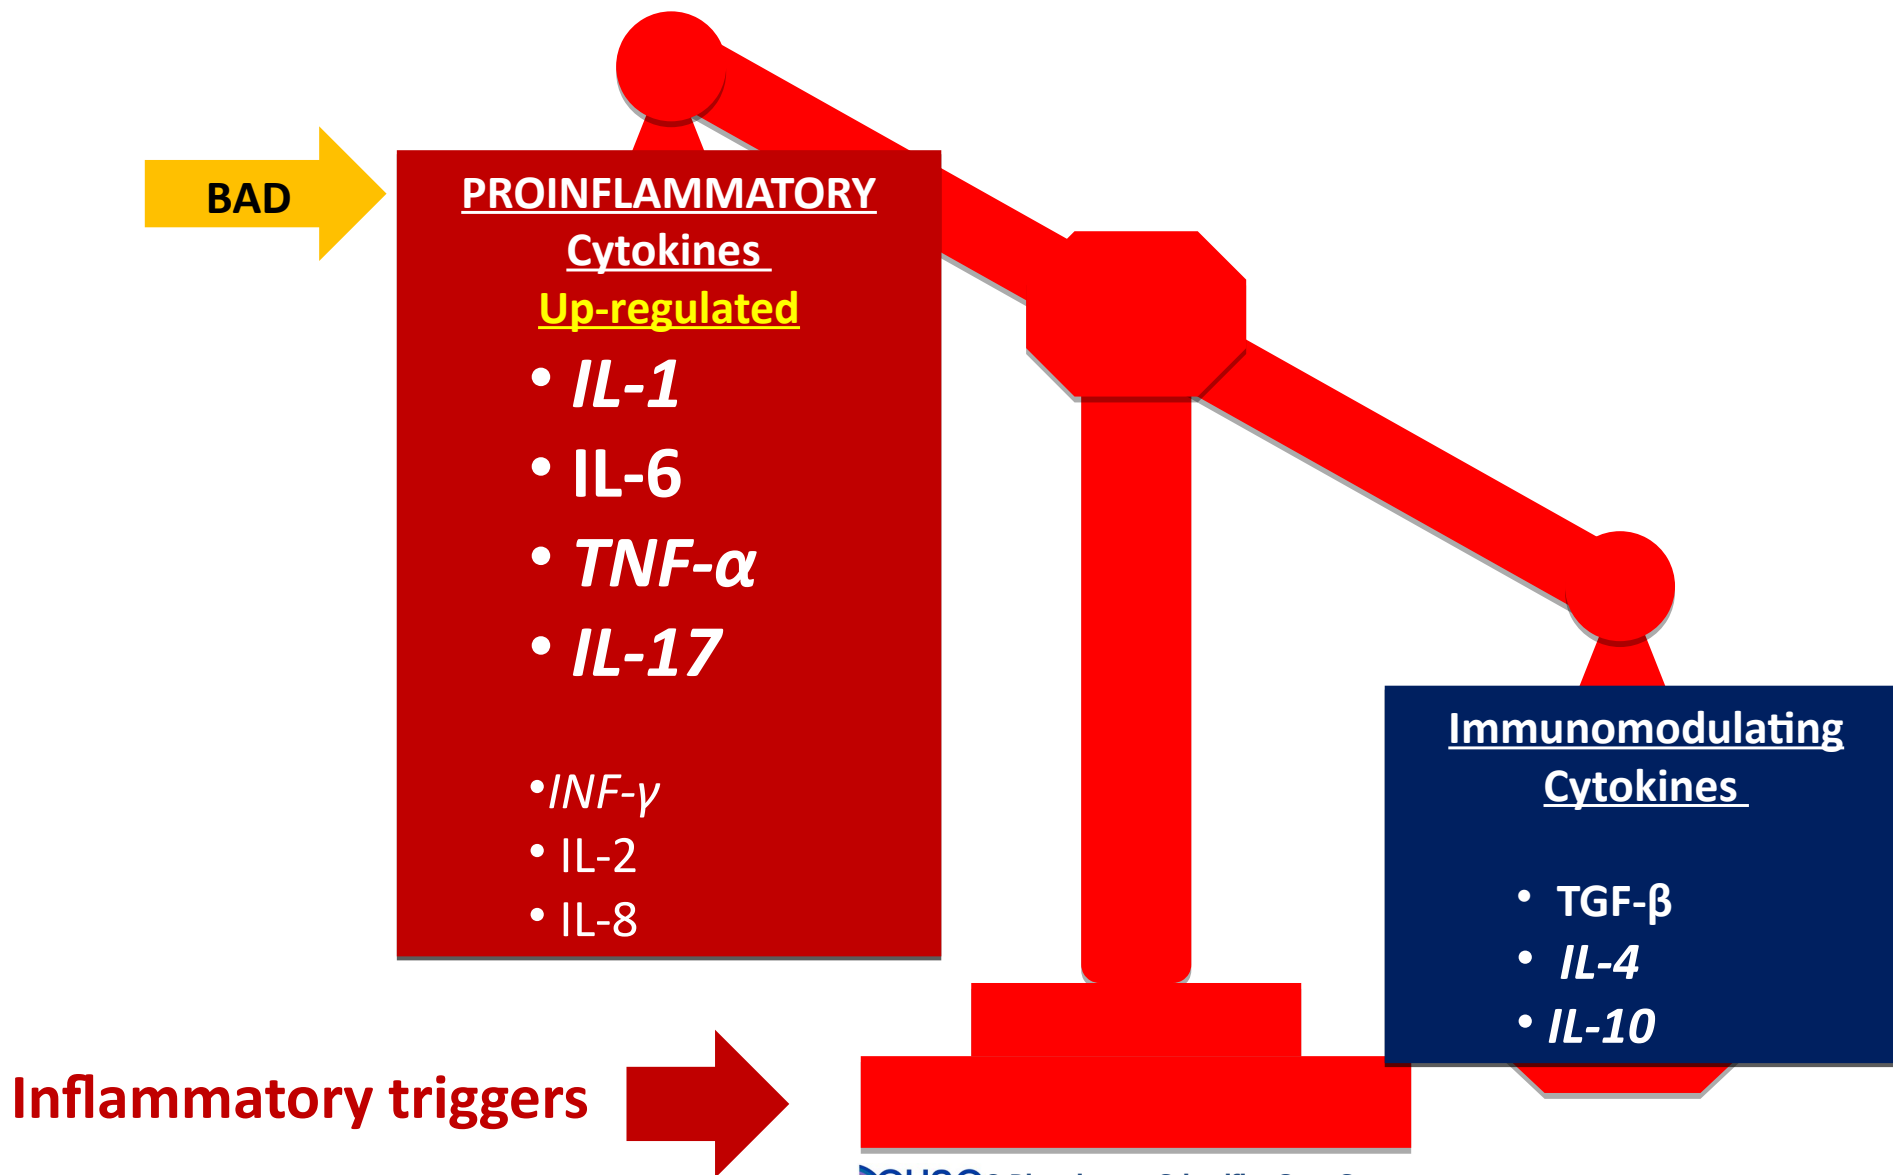 BAD
PROINFLAMMATORY
Cytokines
Up-regulated
• IL-1
• IL-6
• TNF-α
• IL-17
•INF-γ
• IL-2
• IL-8
Immunomodulating
Cytokines
• TGF-β
• IL-4
• IL-10
Inflammatory triggers